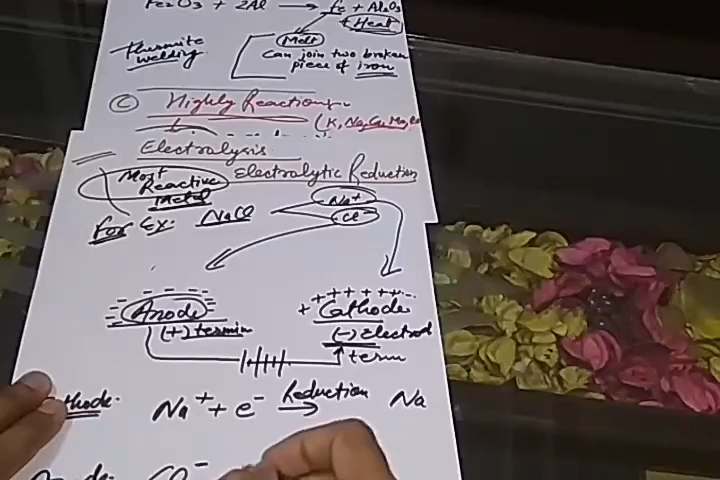 Fe2O3 + 2Al → Fe + Al2O3
+ Heat
Thermite welding
Melt
Can join two broken
piece of iron
(C) Highly Reactions
(K, Na, Ca, Mg,
Electrolysis
Most Reactive metal
Electrolytic Reduction
For Ex: NaCl
Na+
Cl-
Anode
(+) termin
+ + + + + + +
+ Cathode
(-) Electrod
term
thode:
Na+ + e- Reduction → Na